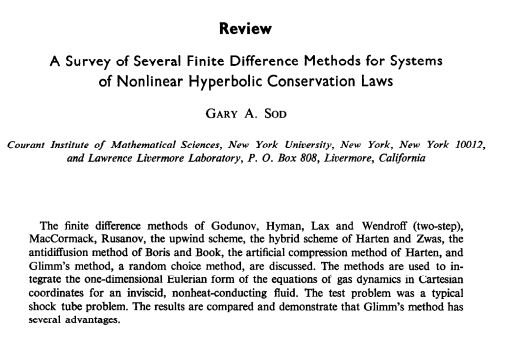 Review
A Survey of Several Finite Difference Methods for Systems
of Nonlinear Hyperbolic Conservation Laws
GARY A. SOD
Courant Institute of Mathematical Sciences, New York University, New York, New York 10012,
and Lawrence Livermore Laboratory, P. O. Box 808, Livermore, California
The finite difference methods of Godunov, Hyman, Lax and Wendroff (two-step),
MacCormack, Rusanov, the upwind scheme, the hybrid scheme of Harten and Zwas, the
antidiffusion method of Boris and Book, the artificial compression method of Harten, and
Glimm's method, a random choice method, are discussed. The methods are used to in-
tegrate the one-dimensional Eulerian form of the equations of gas dynamics in Cartesian
coordinates for an inviscid, nonheat-conducting fluid. The test problem was a typical
shock tube problem. The results are compared and demonstrate that Glimm's method has
several advantages.